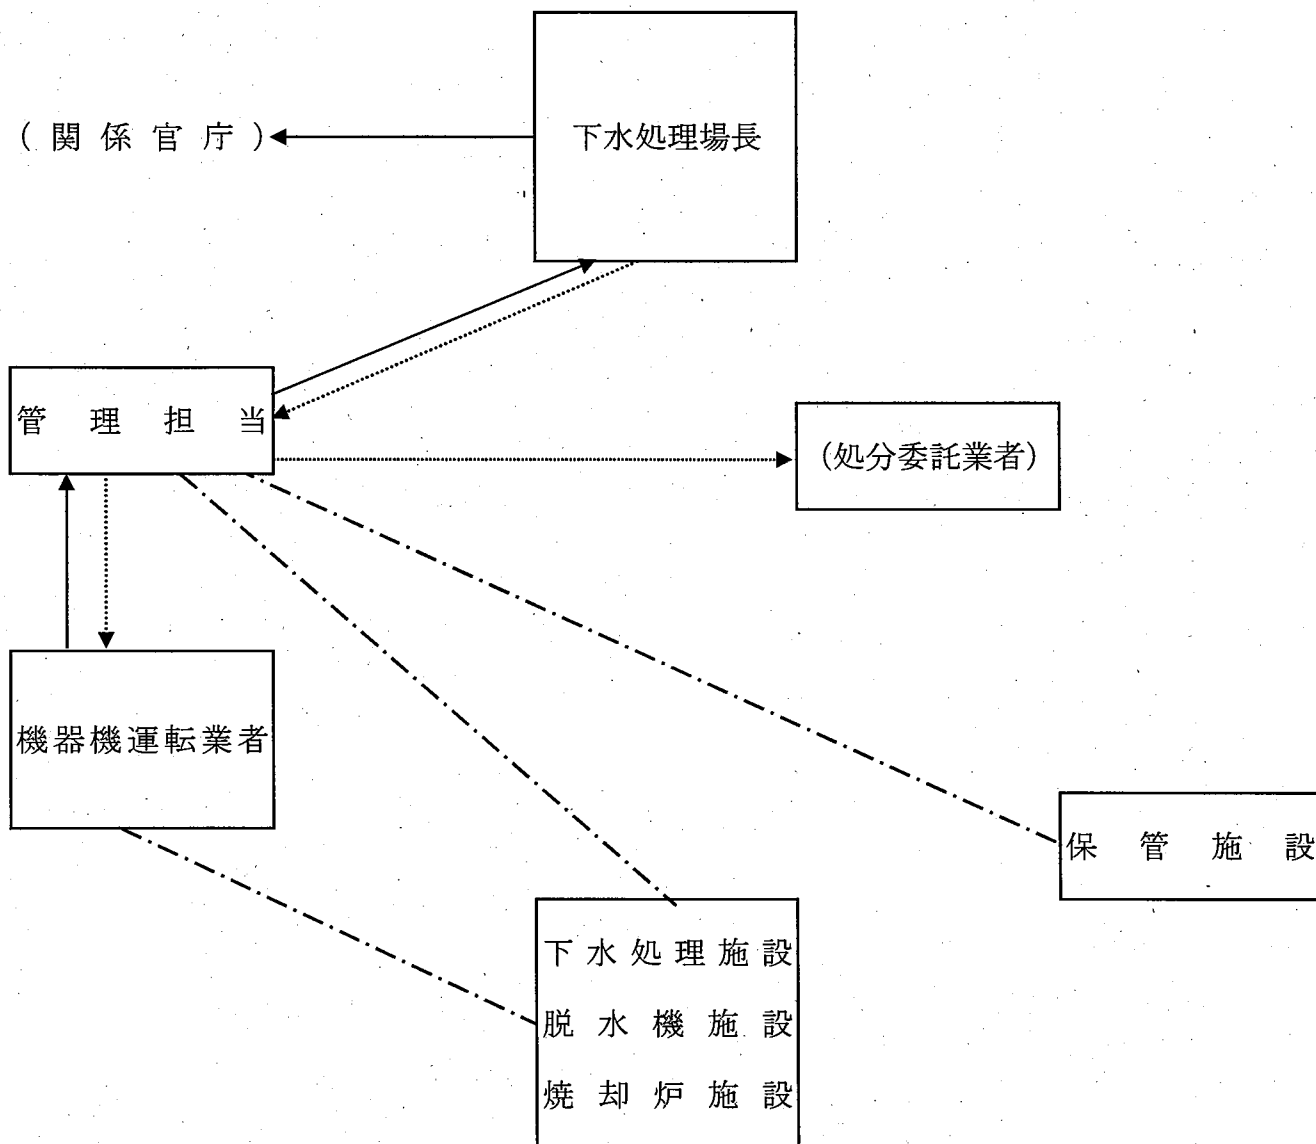 下水処理場長
(関係官庁)
管理担当
(処分委託業者)
機器機運転業者
保管施設
下水処理施設
脱水機施設
焼却炉施設